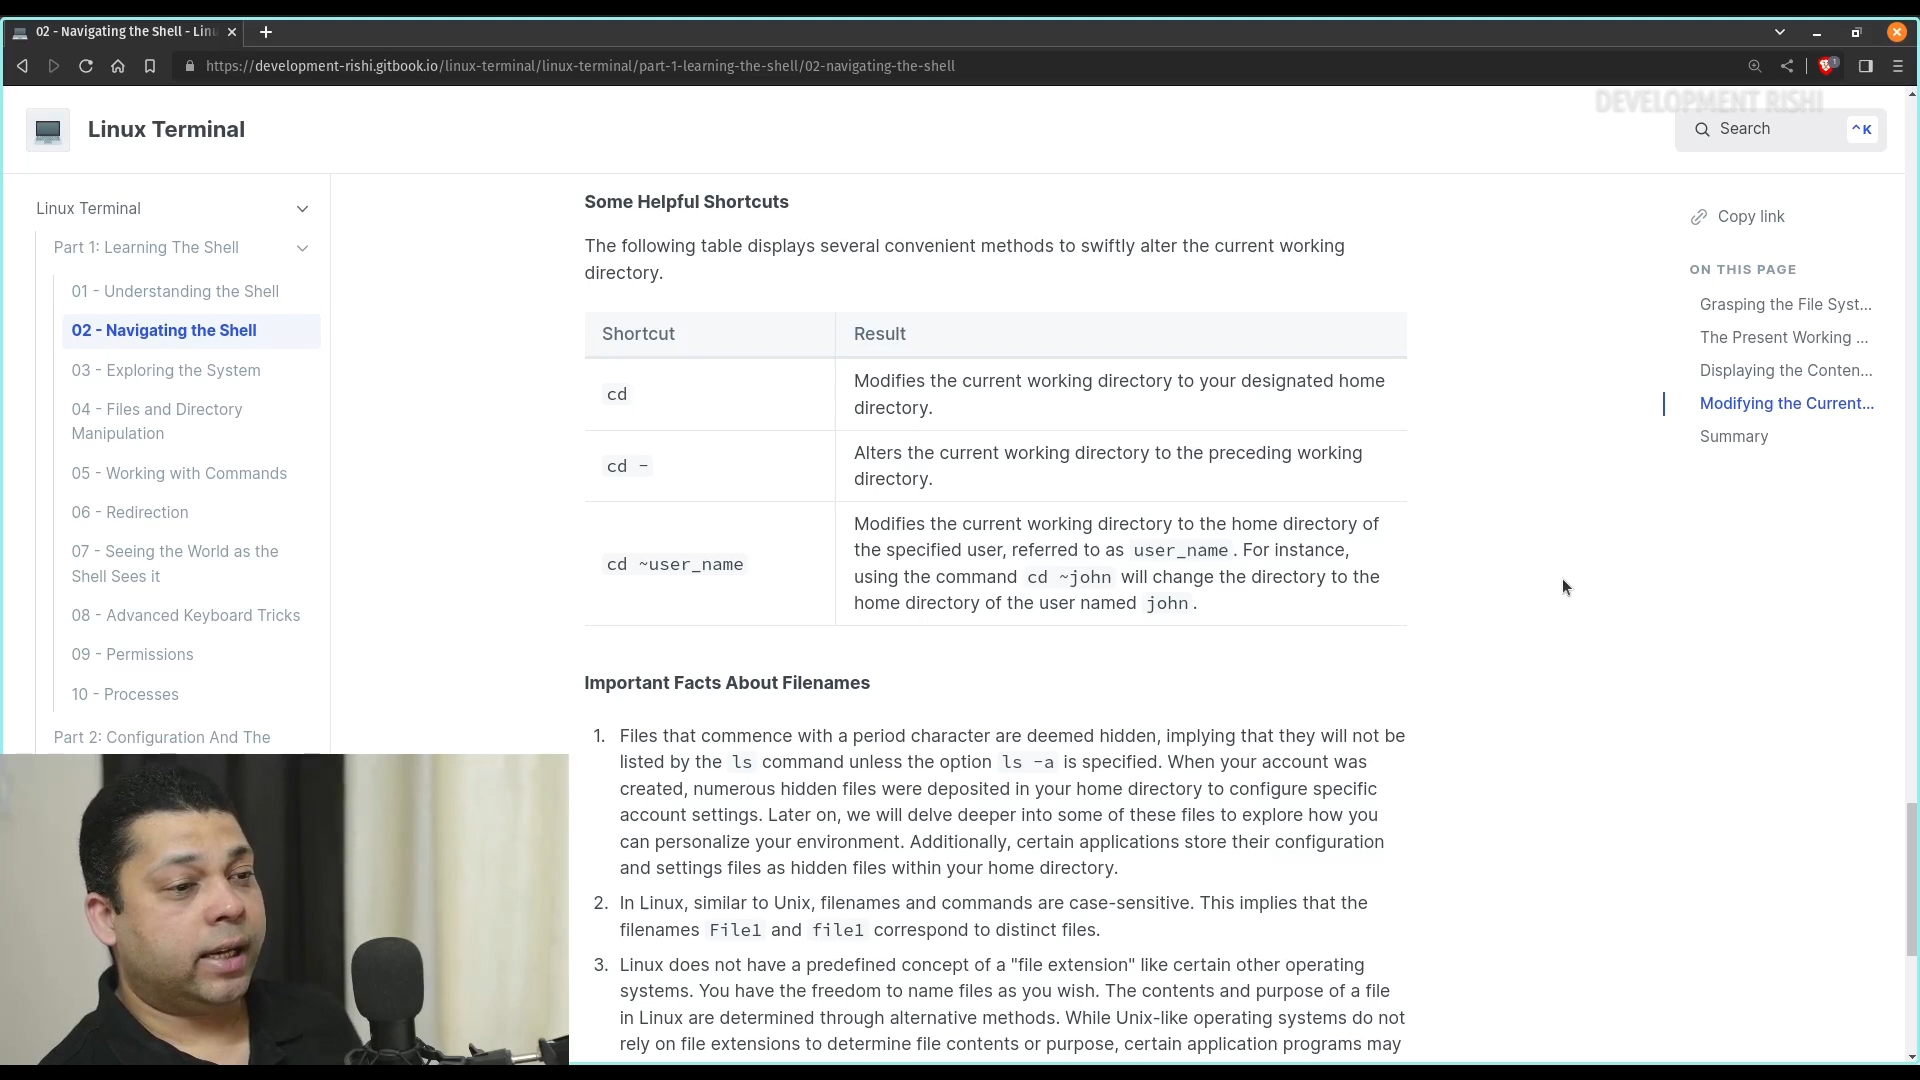 02 - Navigating the Shell - Linu
https://development-rishi.gitbook.io/linux-terminal/linux-terminal/part-1-learning-the-shell/02-navigating-the-shell
1
DEVELOPMENT RISHI
Linux Terminal
Search
^K
Linux Terminal
Part 1: Learning The Shell
01 - Understanding the Shell
02 - Navigating the Shell
03 - Exploring the System
04 - Files and Directory
Manipulation
05 - Working with Commands
06 - Redirection
07 - Seeing the World as the
Shell Sees it
08 - Advanced Keyboard Tricks
09 - Permissions
10 - Processes
Part 2: Configuration And The
Some Helpful Shortcuts
The following table displays several convenient methods to swiftly alter the current working
directory.
Shortcut Result
cd Modifies the current working directory to your designated home
directory.
cd - Alters the current working directory to the preceding working
directory.
cd ~user_name Modifies the current working directory to the home directory of
the specified user, referred to as user_name. For instance,
using the command cd ~john will change the directory to the
home directory of the user named john.
Important Facts About Filenames
1. Files that commence with a period character are deemed hidden, implying that they will not be
listed by the ls command unless the option ls -a is specified. When your account was
created, numerous hidden files were deposited in your home directory to configure specific
account settings. Later on, we will delve deeper into some of these files to explore how you
can personalize your environment. Additionally, certain applications store their configuration
and settings files as hidden files within your home directory.
2. In Linux, similar to Unix, filenames and commands are case-sensitive. This implies that the
filenames File1 and file1 correspond to distinct files.
3. Linux does not have a predefined concept of a "file extension" like certain other operating
systems. You have the freedom to name files as you wish. The contents and purpose of a file
in Linux are determined through alternative methods. While Unix-like operating systems do not
rely on file extensions to determine file contents or purpose, certain application programs may
Copy link
ON THIS PAGE
Grasping the File Syst...
The Present Working ...
Displaying the Conten...
Modifying the Current...
Summary